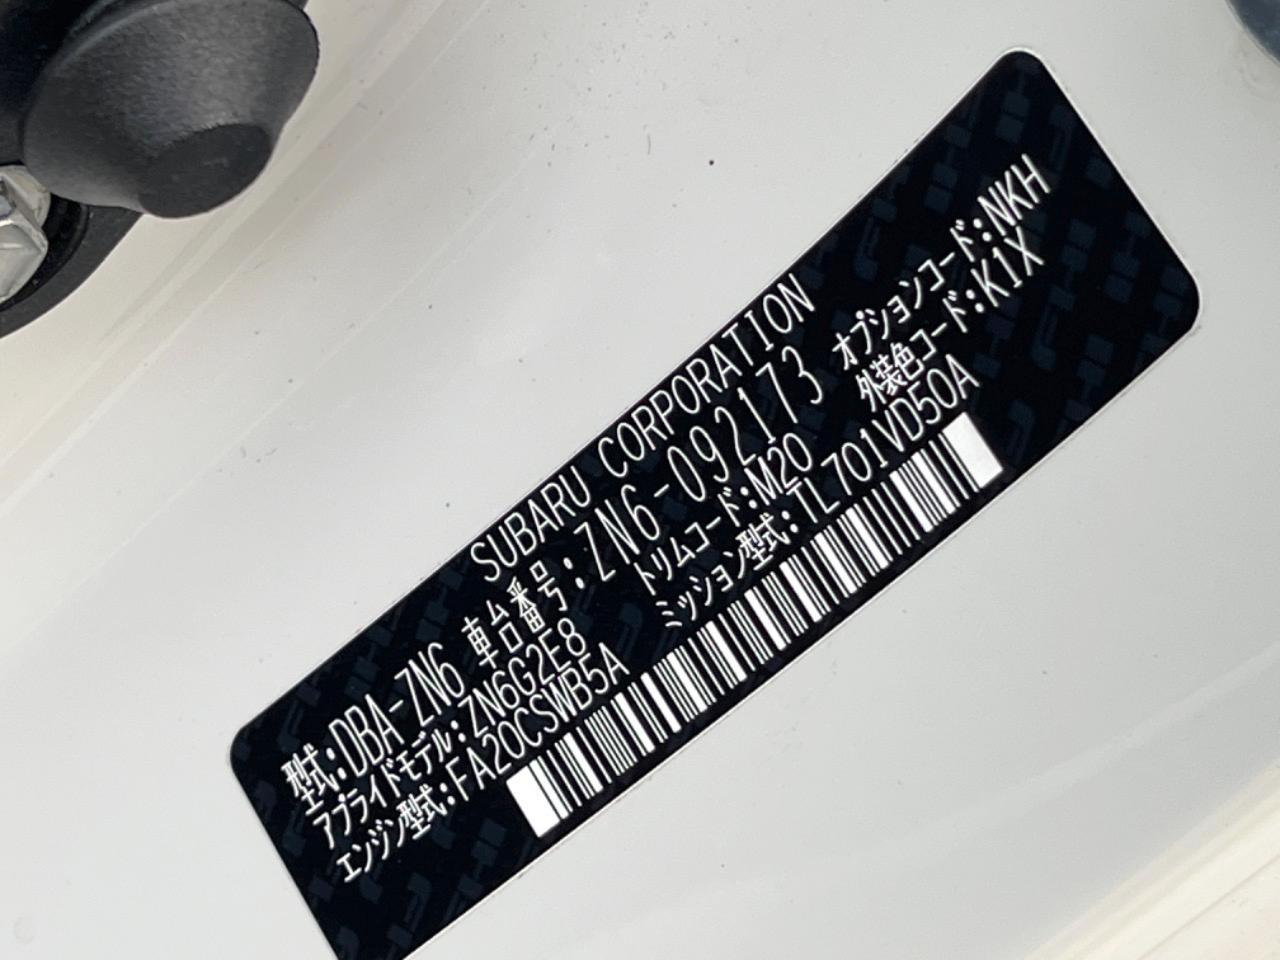 SUBARU CORPORATION
型式:DBA-ZN6 車台番号:ZN6-092173
アプライドモデル:ZN6G2E8 トリムコード:M20 オプションコード:NKH
エンジン型式:FA20CSWB5A ミッション型式:TL701VD50A 外装色コード:K1X